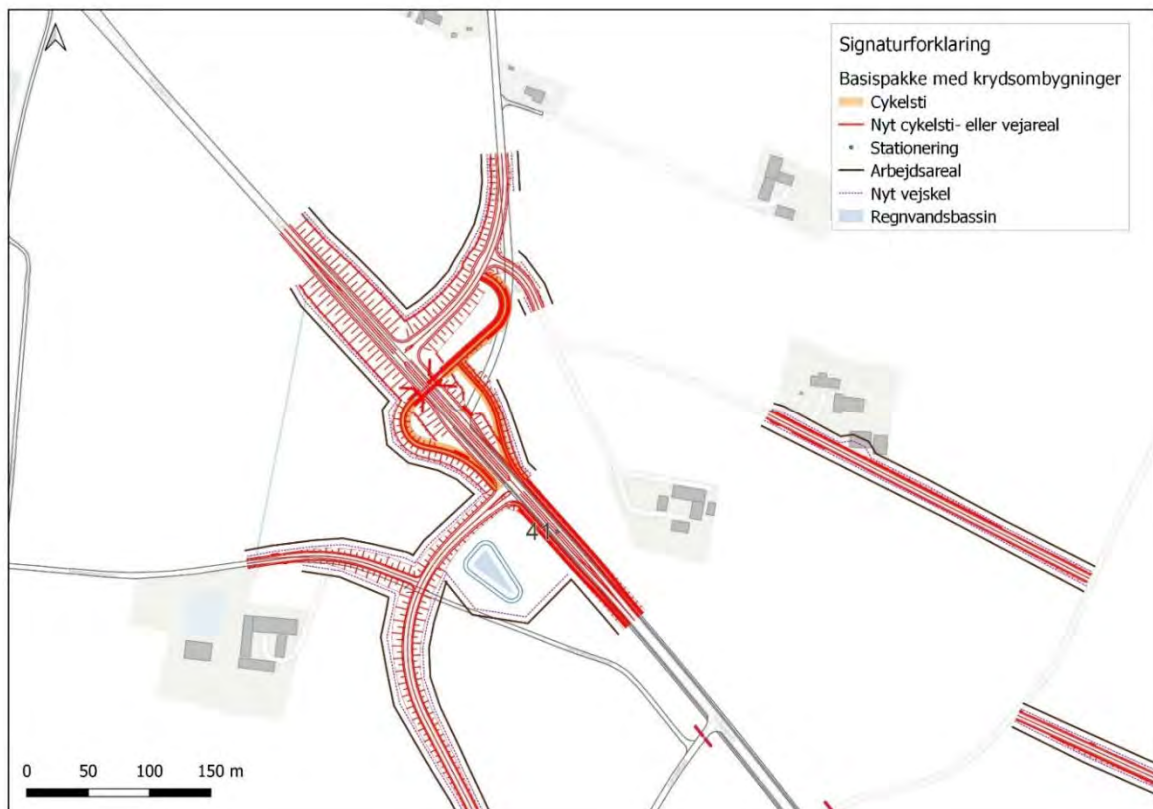 Signaturforklaring
Basispakke med krydsombygninger
Cykelsti
Nyt cykelsti- eller vejareal
Stationering
Arbejdsareal
Nyt vejskel
Regnvandsbassin
41
0 50 100 150 m